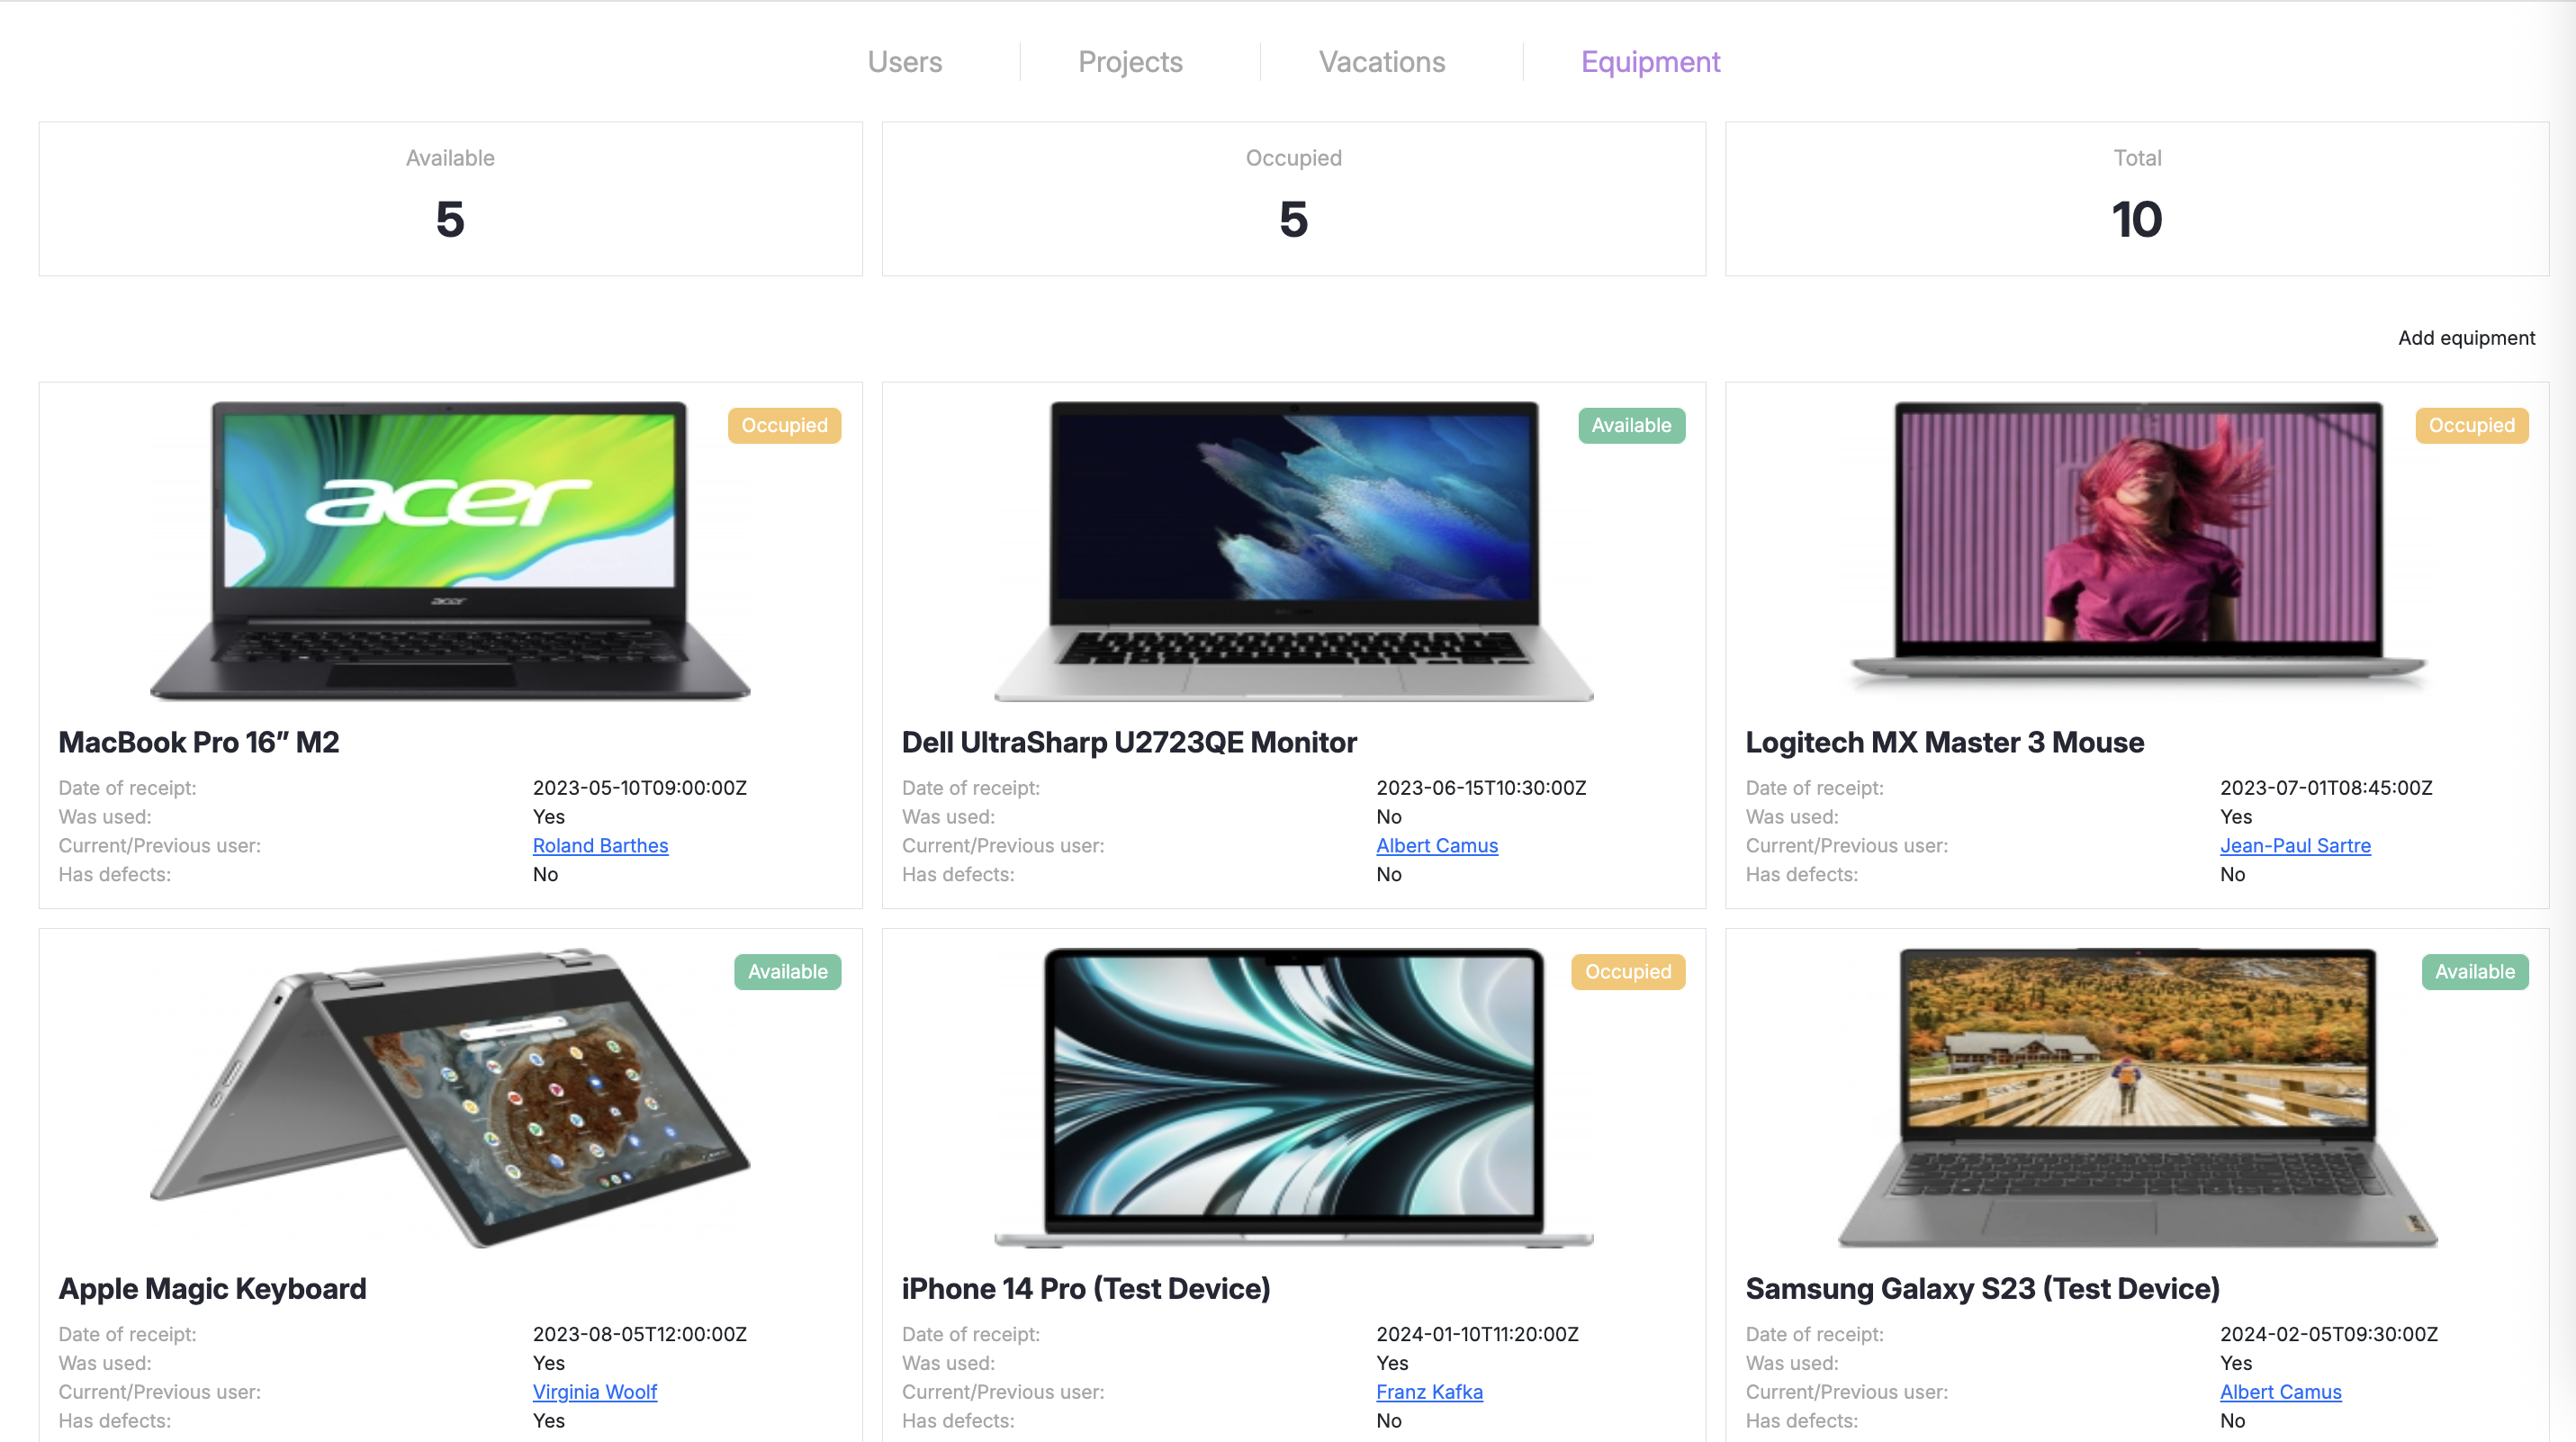 Users Projects Vacations Equipment
Available Occupied Total
5 5 10
Add equipment
Occupied Available Occupied
acer
acer
MacBook Pro 16” M2
Date of receipt: 2023-05-10T09:00:00Z
Was used: Yes
Current/Previous user: Roland Barthes
Has defects: No
Dell UltraSharp U2723QE Monitor
Date of receipt: 2023-06-15T10:30:00Z
Was used: No
Current/Previous user: Albert Camus
Has defects: No
Logitech MX Master 3 Mouse
Date of receipt: 2023-07-01T08:45:00Z
Was used: Yes
Current/Previous user: Jean-Paul Sartre
Has defects: No
Available Occupied Available
Apple Magic Keyboard
Date of receipt: 2023-08-05T12:00:00Z
Was used: Yes
Current/Previous user: Virginia Woolf
Has defects: Yes
iPhone 14 Pro (Test Device)
Date of receipt: 2024-01-10T11:20:00Z
Was used: Yes
Current/Previous user: Franz Kafka
Has defects: No
Samsung Galaxy S23 (Test Device)
Date of receipt: 2024-02-05T09:30:00Z
Was used: Yes
Current/Previous user: Albert Camus
Has defects: No